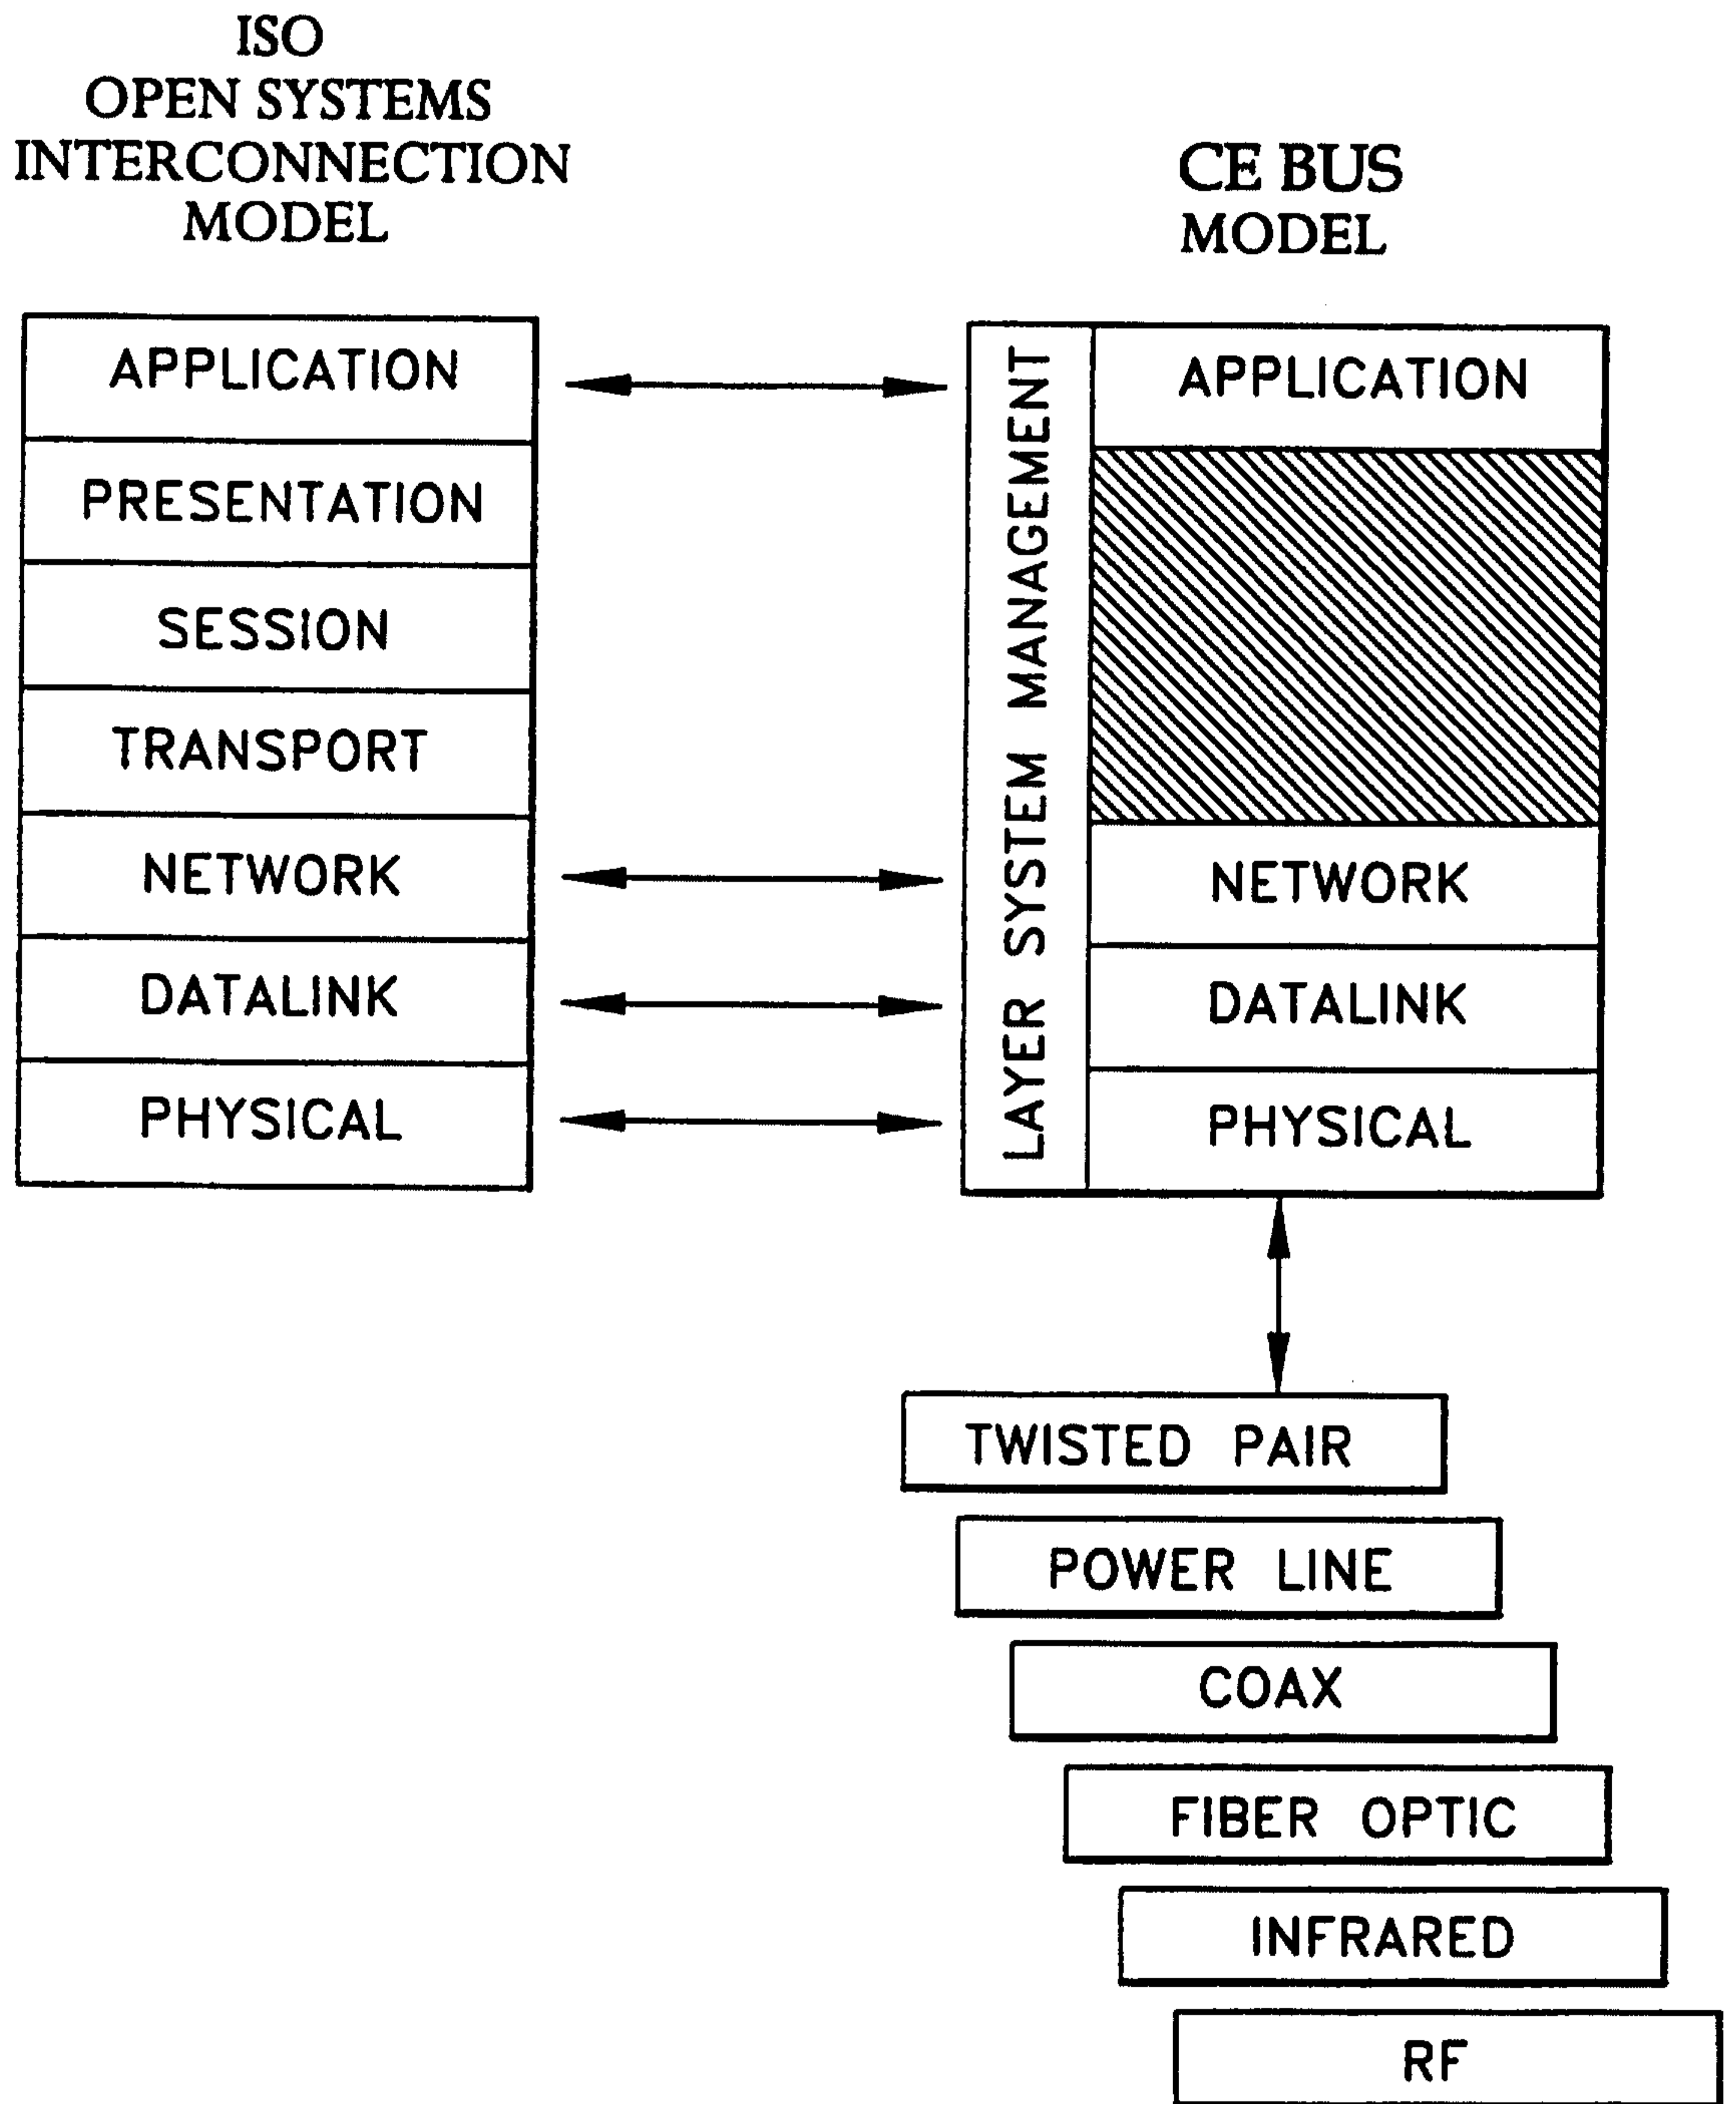 ISO
OPEN SYSTEMS
INTERCONNECTION
MODEL
APPLICATION
PRESENTATION
SESSION
TRANSPORT
NETWORK
DATALINK
PHYSICAL
CE BUS
MODEL
LAYER SYSTEM MANAGEMENT
APPLICATION
NETWORK
DATALINK
PHYSICAL
TWISTED PAIR
POWER LINE
COAX
FIBER OPTIC
INFRARED
RF